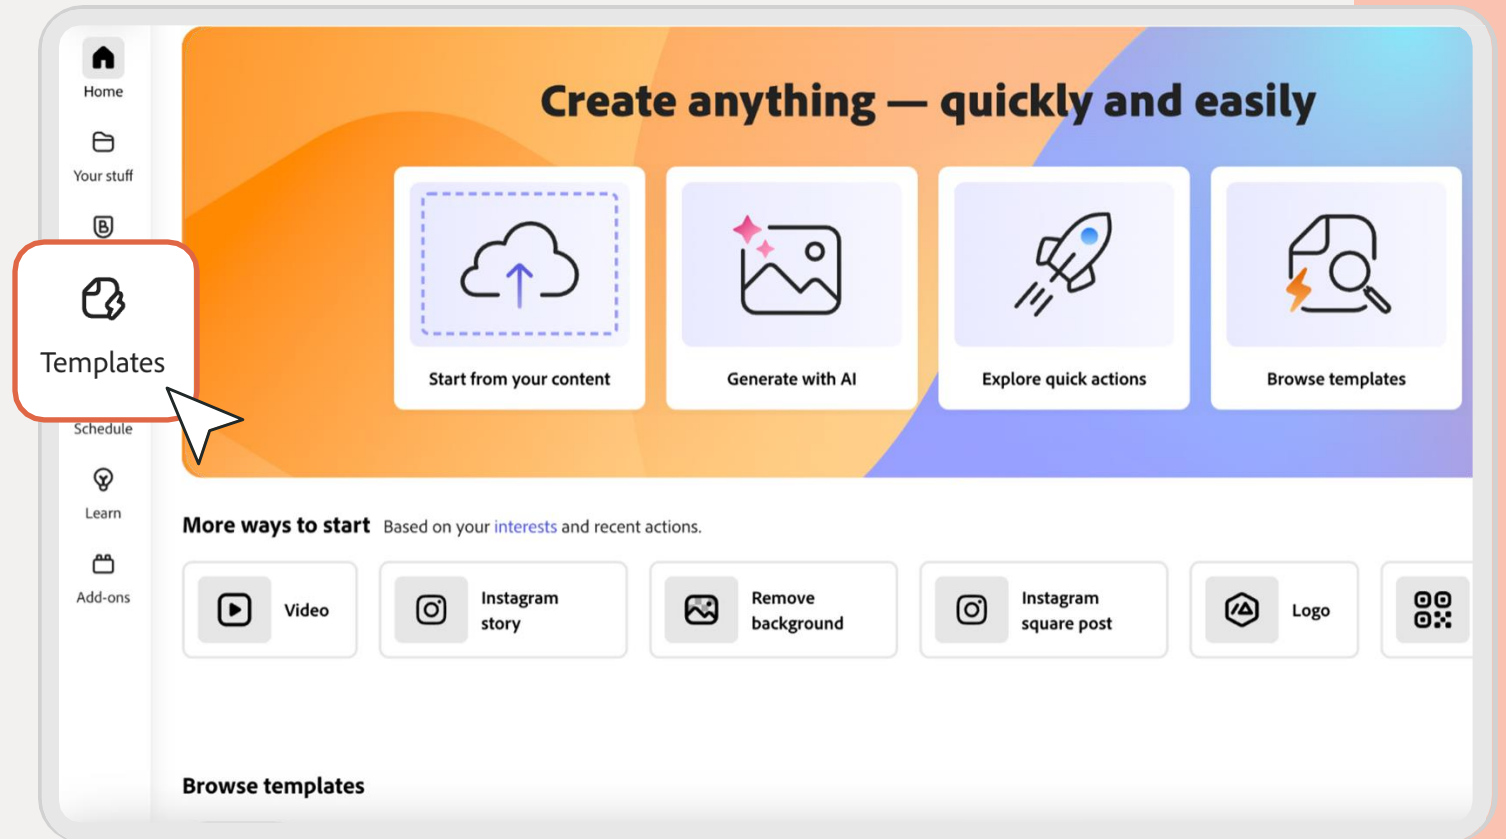 Home
Your stuff
B
Templates
Schedule
Learn
Add-ons
Create anything — quickly and easily
Start from your content
Generate with AI
Explore quick actions
Browse templates
More ways to start Based on your interests and recent actions.
Video
Instagram
story
Remove
background
Instagram
square post
Logo
Browse templates